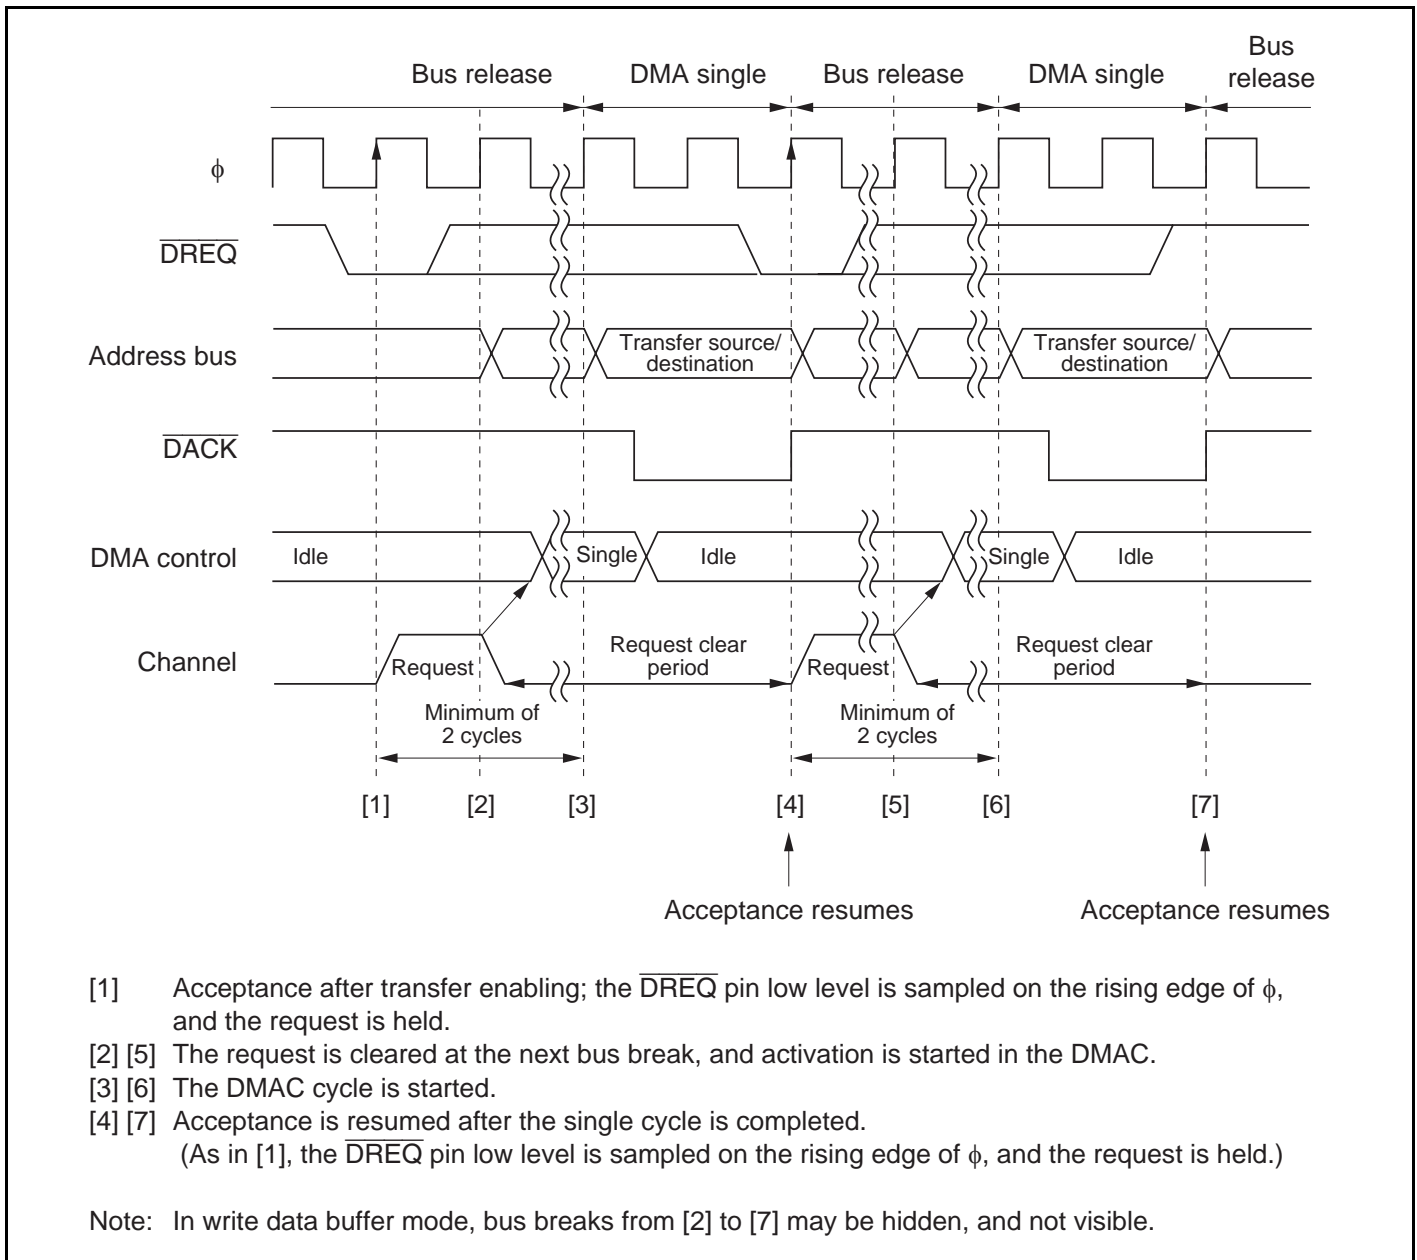 Bus release DMA single Bus release DMA single Bus
release
φ
DREQ
Address bus
Transfer source/
destination
Transfer source/
destination
DACK
DMA control
Idle Single Idle Single Idle
Channel
Request
Request clear
period
Request
Request clear
period
Minimum of
2 cycles
Minimum of
2 cycles
[1] [2] [3] [4] [5] [6] [7]
Acceptance resumes Acceptance resumes
[1] Acceptance after transfer enabling; the DREQ pin low level is sampled on the rising edge of φ,
and the request is held.
[2] [5] The request is cleared at the next bus break, and activation is started in the DMAC.
[3] [6] The DMAC cycle is started.
[4] [7] Acceptance is resumed after the single cycle is completed.
(As in [1], the DREQ pin low level is sampled on the rising edge of φ, and the request is held.)
Note: In write data buffer mode, bus breaks from [2] to [7] may be hidden, and not visible.